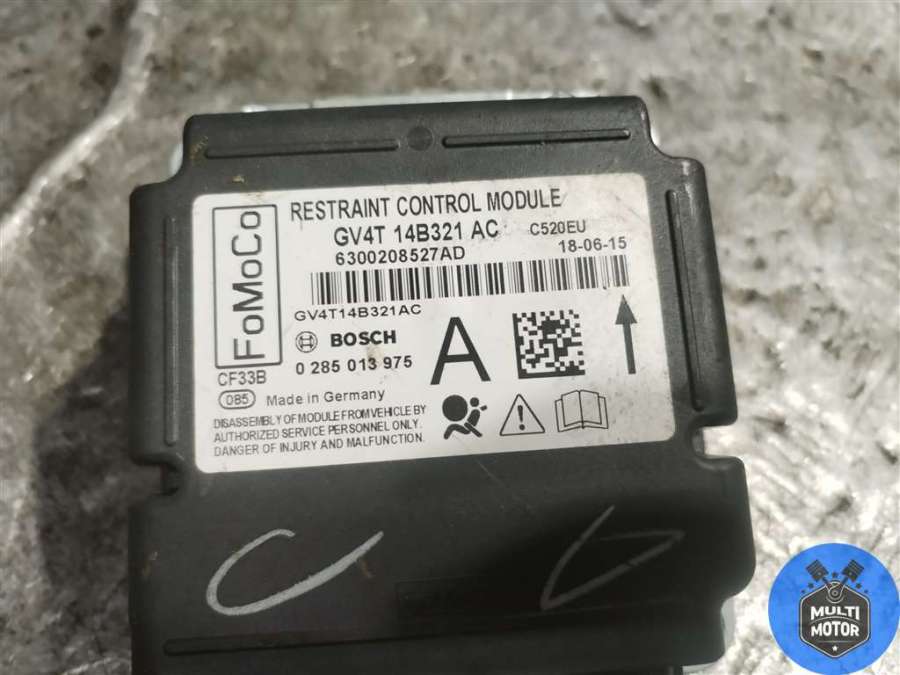 RESTRAINT CONTROL MODULE
GV4T 14B321 AC C520EU
6300208527AD 18-06-15
GV4T14B321AC
FoMoCo
BOSCH
0 285 013 975
A
CF33B
085 Made in Germany
DISASSEMBLY OF MODULE FROM VEHICLE BY
AUTHORIZED SERVICE PERSONNEL ONLY.
DANGER OF INJURY AND MALFUNCTION.
MULTI
MOTOR